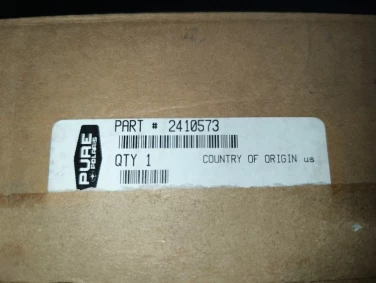 PURE
POLARIS
PART # 2410573
QTY 1
COUNTRY OF ORIGIN us